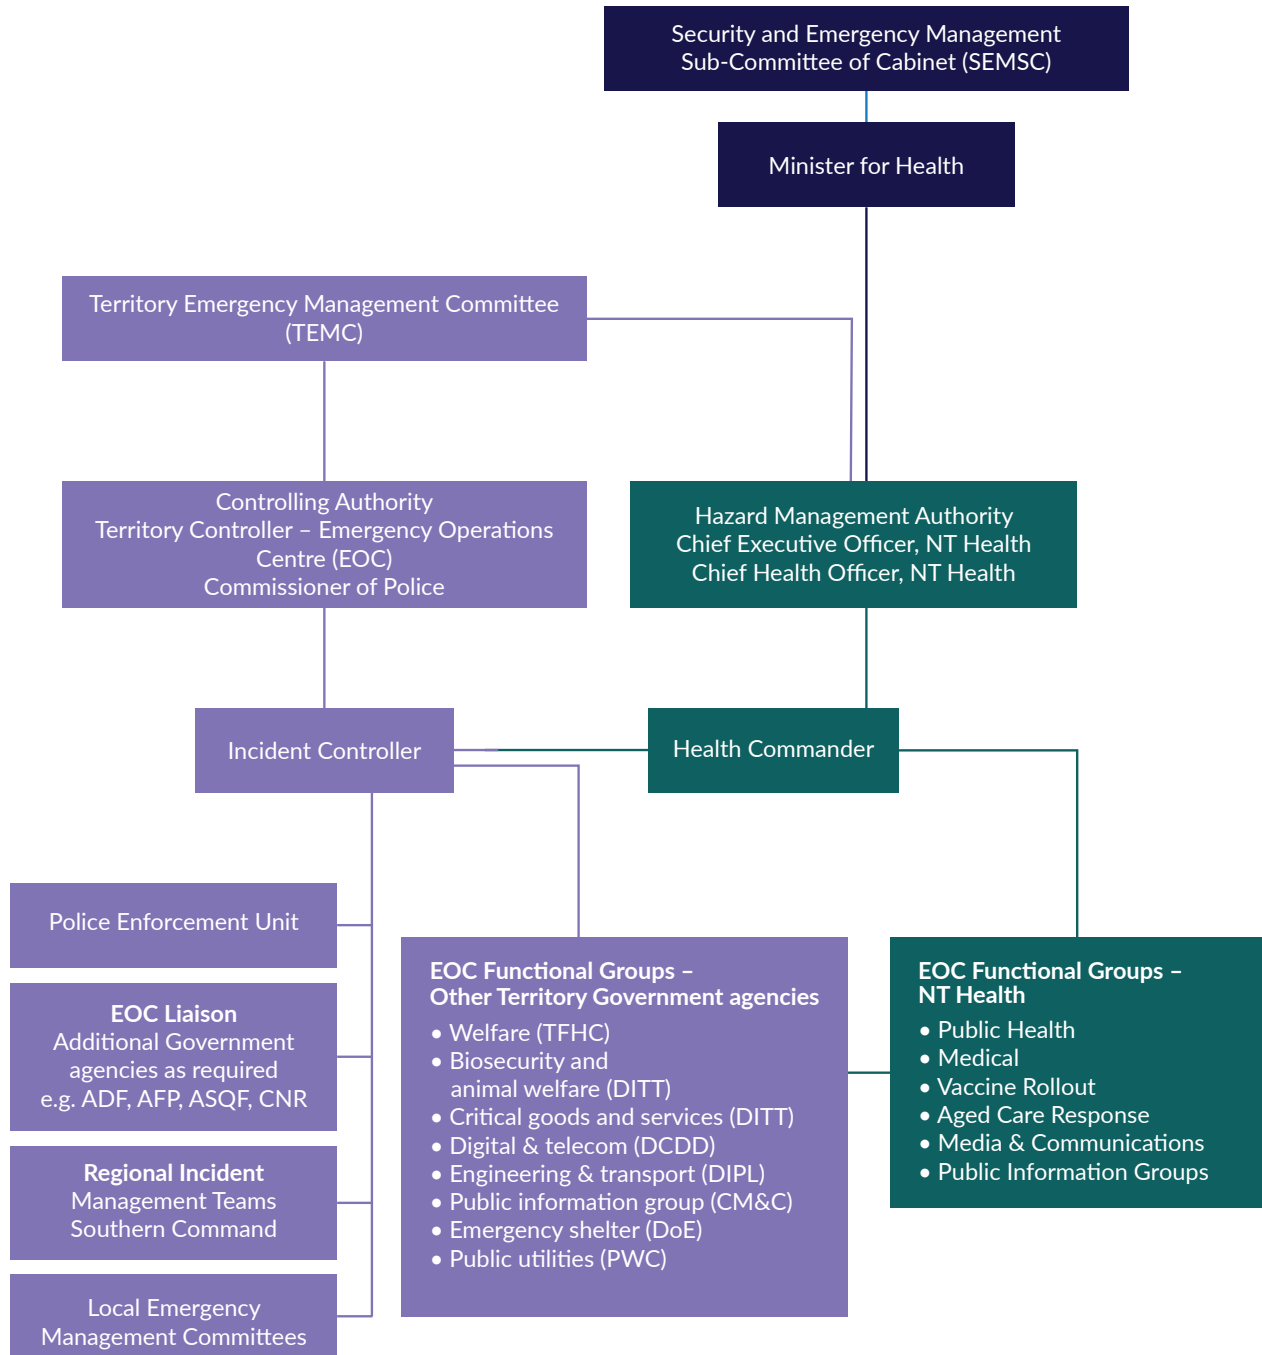 Security and Emergency Management
Sub-Committee of Cabinet (SEMSC)
Minister for Health
Territory Emergency Management Committee
(TEMC)
Controlling Authority
Territory Controller – Emergency Operations
Centre (EOC)
Commissioner of Police
Hazard Management Authority
Chief Executive Officer, NT Health
Chief Health Officer, NT Health
Incident Controller
Health Commander
Police Enforcement Unit
EOC Liaison
Additional Government
agencies as required
e.g. ADF, AFP, ASQF, CNR
Regional Incident
Management Teams
Southern Command
Local Emergency
Management Committees
EOC Functional Groups –
Other Territory Government agencies
• Welfare (TFHC)
• Biosecurity and
animal welfare (DITT)
• Critical goods and services (DITT)
• Digital & telecom (DCDD)
• Engineering & transport (DIPL)
• Public information group (CM&C)
• Emergency shelter (DoE)
• Public utilities (PWC)
EOC Functional Groups –
NT Health
• Public Health
• Medical
• Vaccine Rollout
• Aged Care Response
• Media & Communications
• Public Information Groups